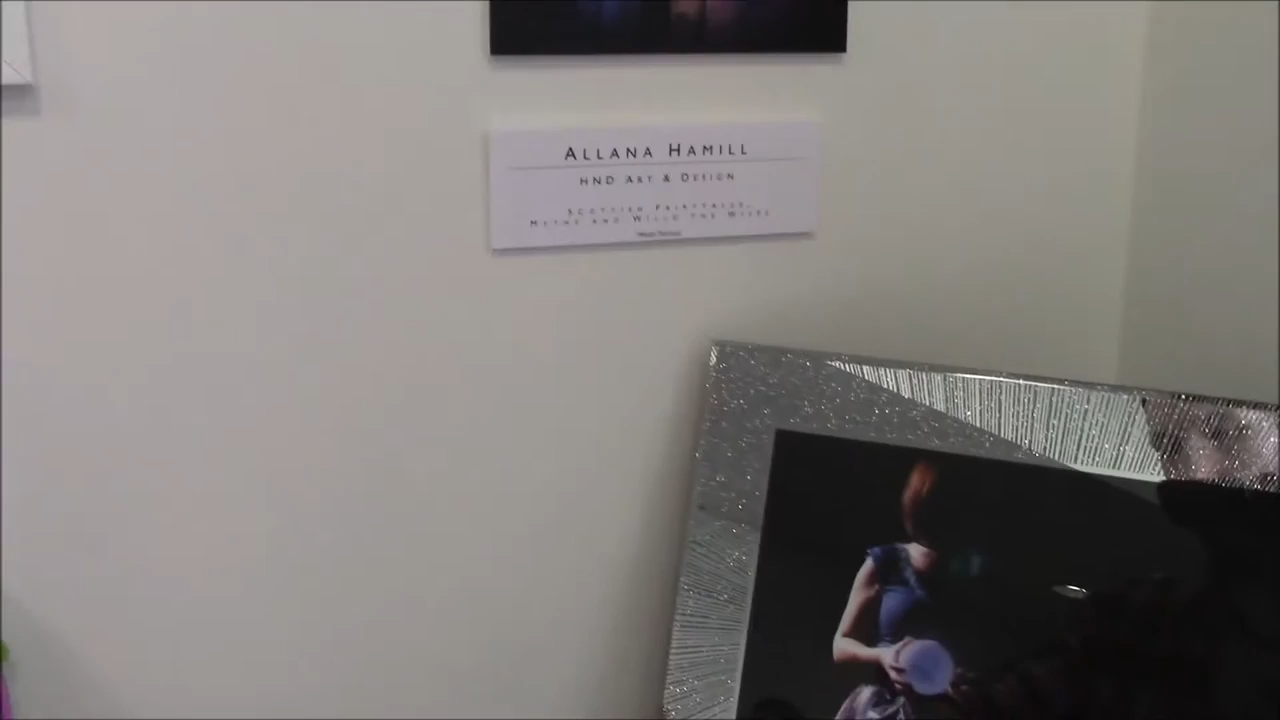 ALLANA HAMILL
HND ART & DESIGN
SCOTTISH FAIRYTALES,
MYTHS AND WILLO THE WISPS